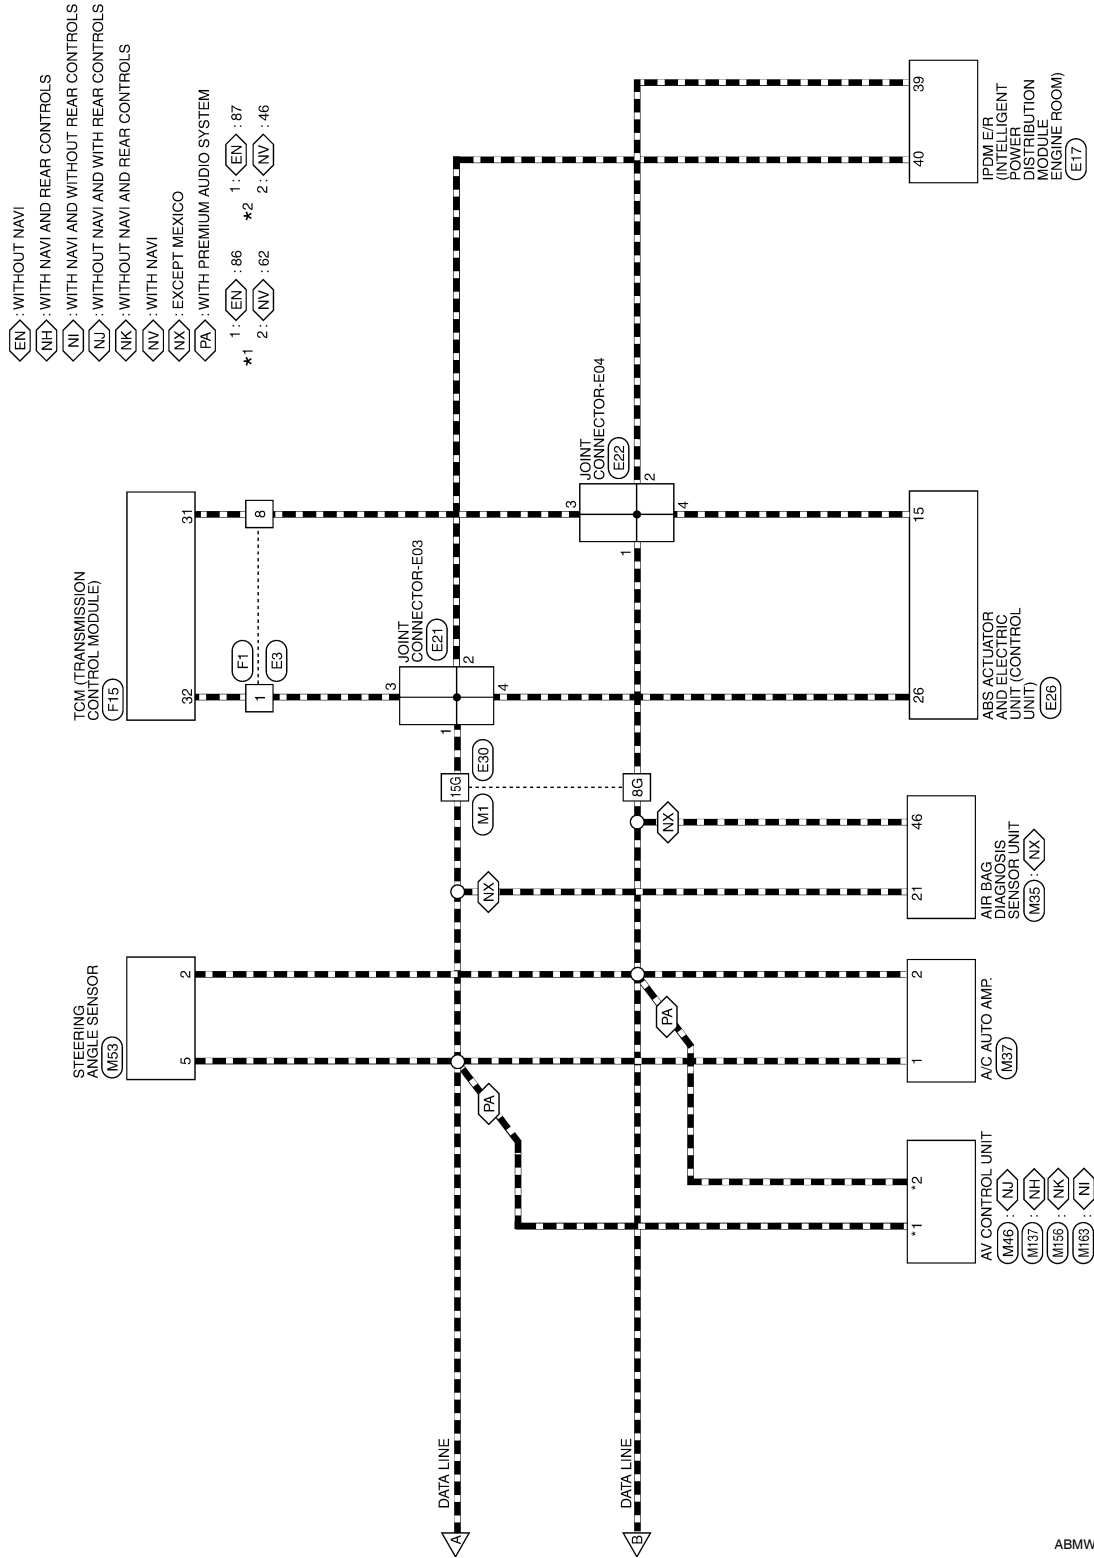 EN : WITHOUT NAVI
NH : WITH NAVI AND REAR CONTROLS
NI : WITH NAVI AND WITHOUT REAR CONTROLS
NJ : WITHOUT NAVI AND WITH REAR CONTROLS
NK : WITHOUT NAVI AND REAR CONTROLS
NV : WITH NAVI
NX : EXCEPT MEXICO
PA : WITH PREMIUM AUDIO SYSTEM
*1 1 : EN : 86
2 : NV : 62
*2 1 : EN : 87
2 : NV : 46
STEERING
ANGLE SENSOR
M53
5
2
TCM (TRANSMISSION
CONTROL MODULE)
F15
32
31
1
8
F1
E3
JOINT
CONNECTOR-E03
E21
1
2
3
4
JOINT
CONNECTOR-E04
E22
1
2
3
4
A
DATA LINE
B
DATA LINE
PA
PA
NX
NX
15G
8G
M1
E30
*1
*2
AV CONTROL UNIT
M46 : NJ
M137 : NH
M156 : NK
M163 : NI
1
2
A/C AUTO AMP.
M37
21
46
AIR BAG
DIAGNOSIS
SENSOR UNIT
M35 : NX
26
15
ABS ACTUATOR
AND ELECTRIC
UNIT (CONTROL
UNIT)
E26
40
39
IPDM E/R
(INTELLIGENT
POWER
DISTRIBUTION
MODULE
ENGINE ROOM)
E17
ABMW